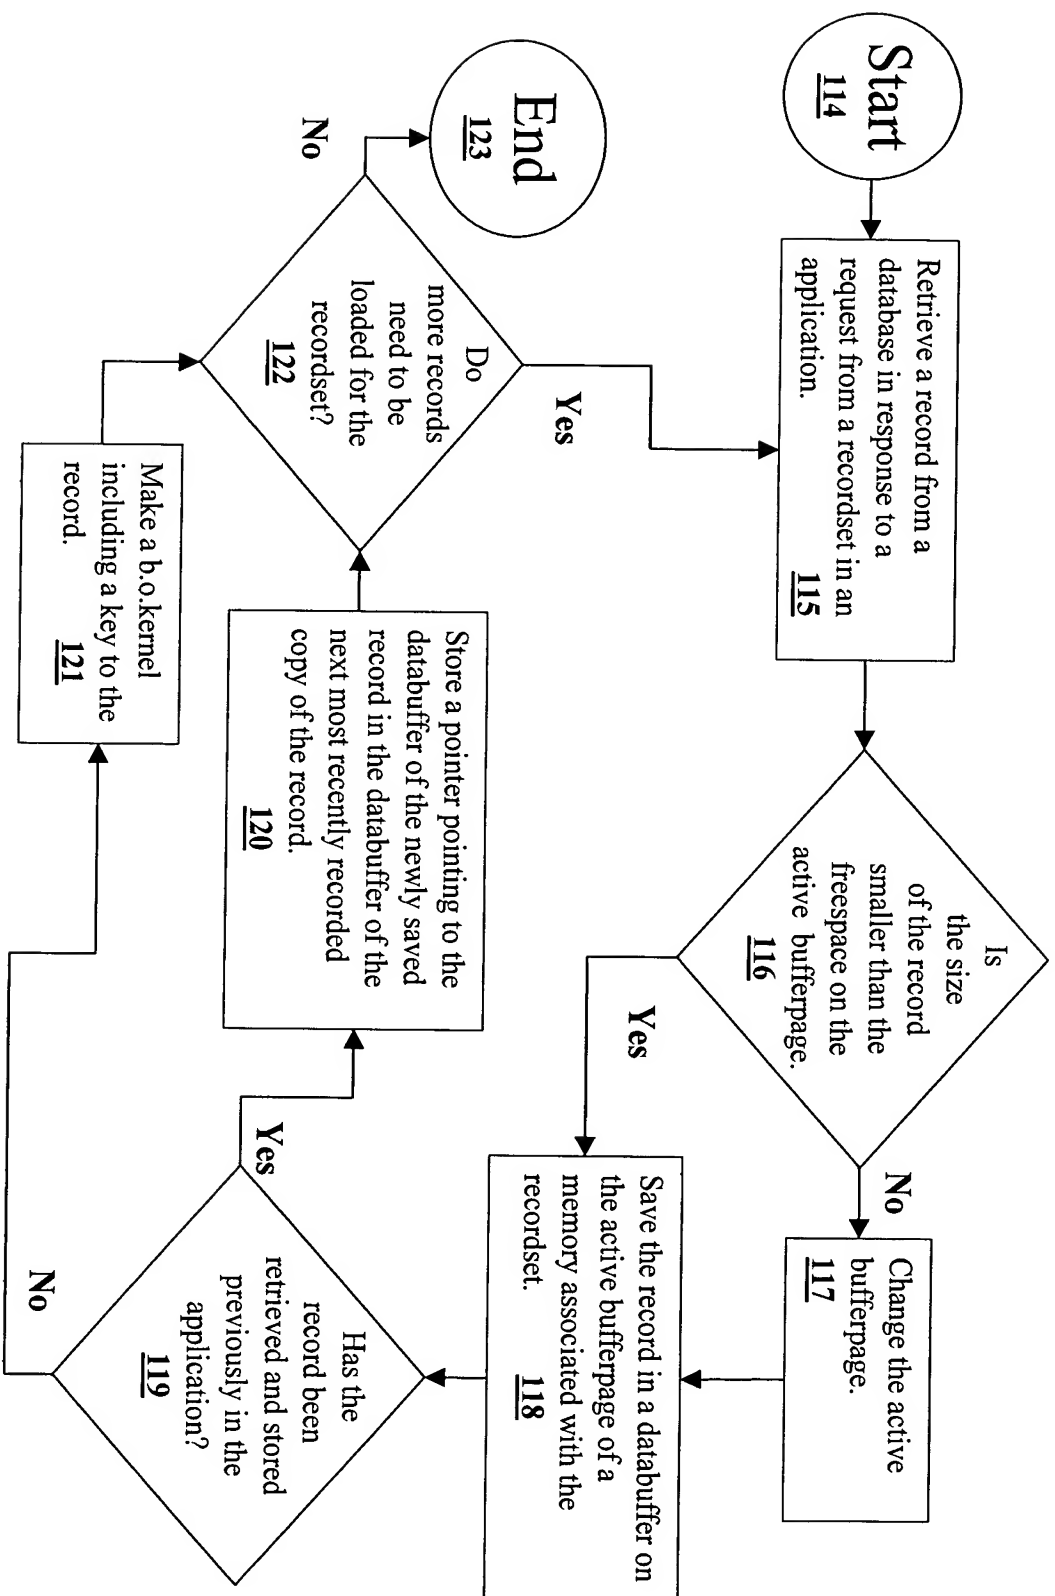 Start
114
Retrieve a record from a
database in response to a
request from a recordset in an
application.
115
Is
the size
of the record
smaller than the
freespace on the
active bufferpage.
116
No
Change the active
bufferpage.
117
Yes
Save the record in a databuffer on
the active bufferpage of a
memory associated with the
recordset.
118
Has the
record been
retrieved and stored
previously in the
application?
119
Yes
No
Store a pointer pointing to the
databuffer of the newly saved
record in the databuffer of the
next most recently recorded
copy of the record.
120
Make a b.o.kernel
including a key to the
record.
121
Do
more records
need to be
loaded for the
recordset?
122
Yes
No
End
123